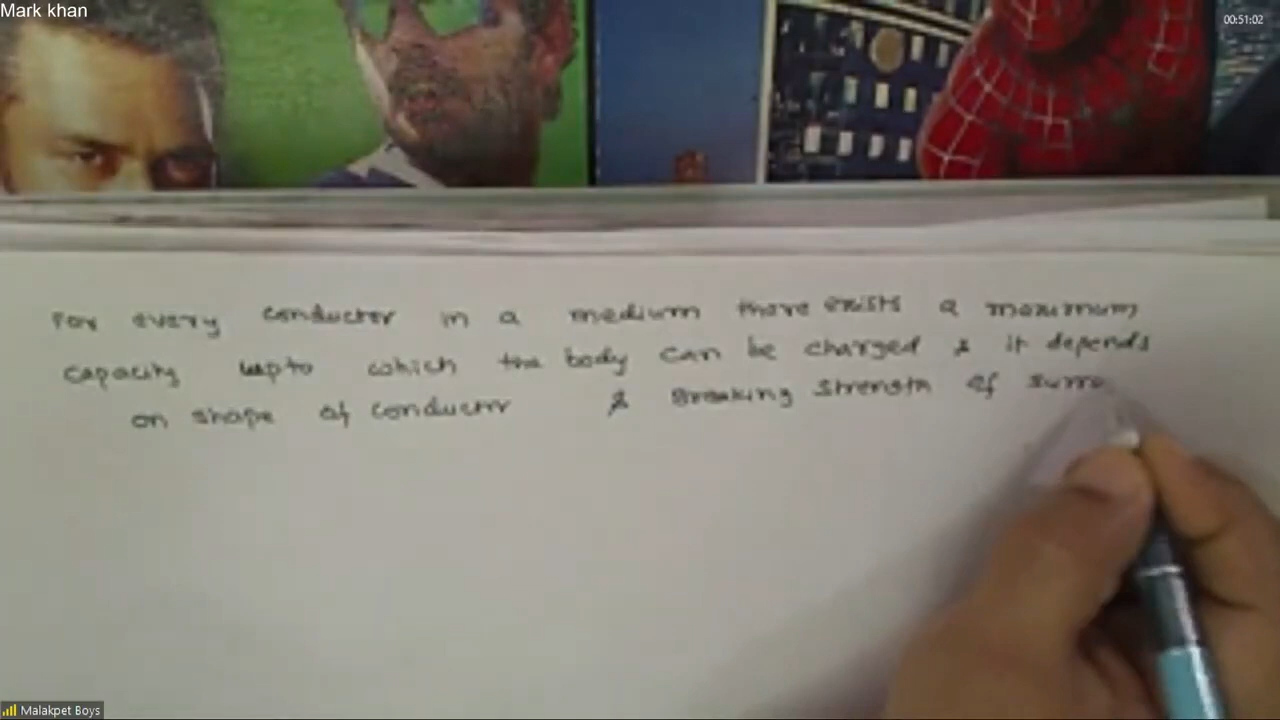 Mark khan
00:51:02
For every conductor in a medium there exists a maximum
capacity upto which the body can be charged & it depends
on shape of conductor & Breaking Strength of surro
Malakpet Boys